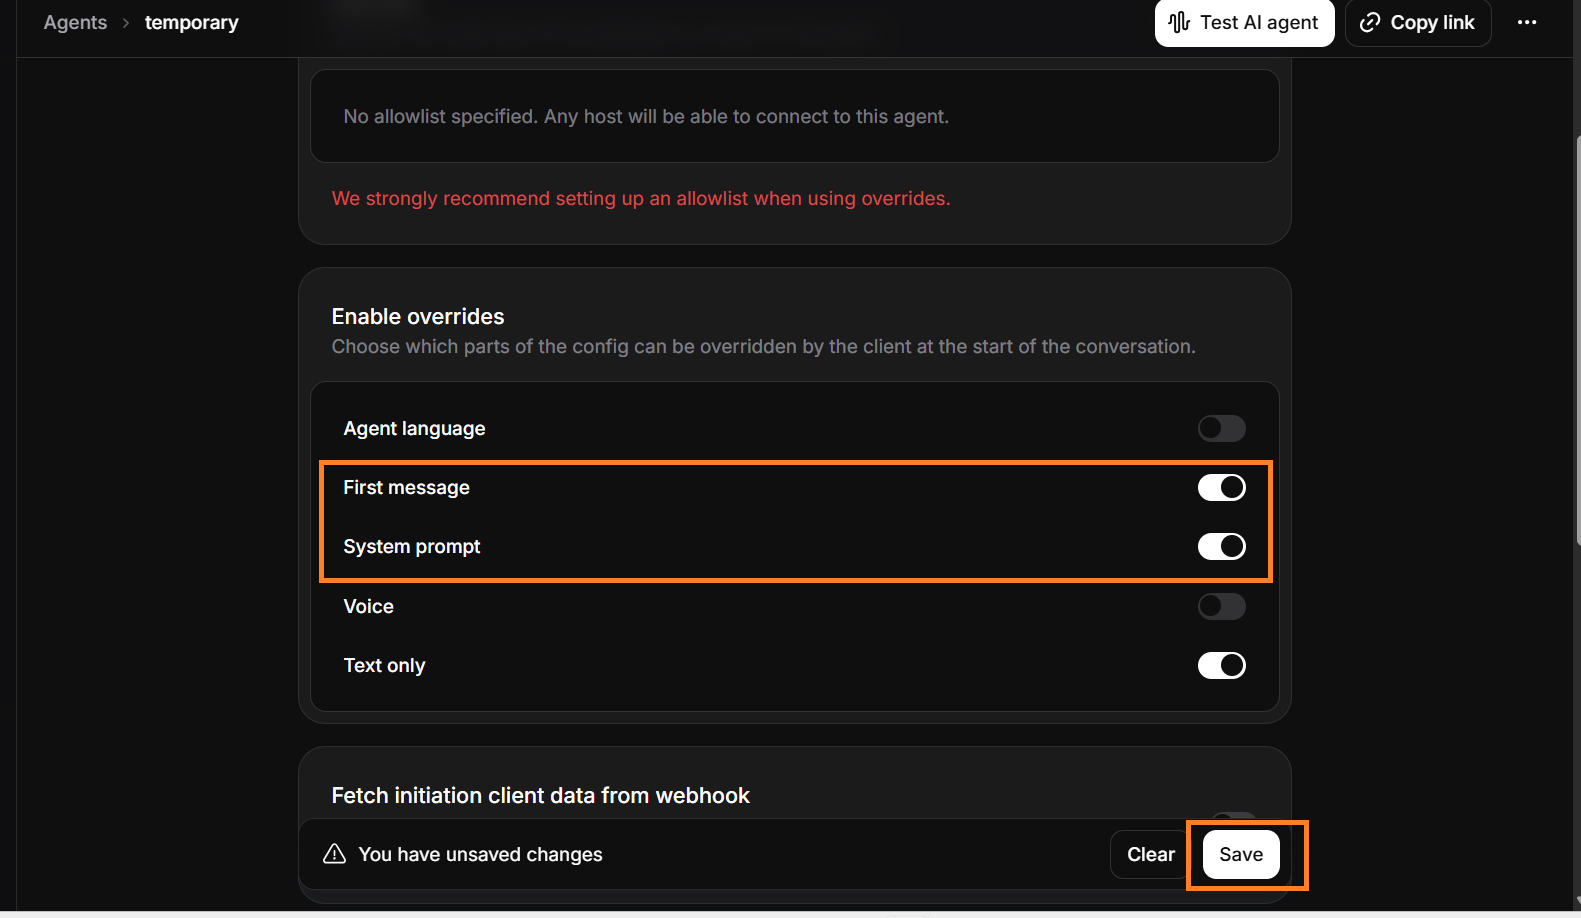 Agents > temporary
Test AI agent
Copy link
No allowlist specified. Any host will be able to connect to this agent.
We strongly recommend setting up an allowlist when using overrides.
Enable overrides
Choose which parts of the config can be overridden by the client at the start of the conversation.
Agent language
First message
System prompt
Voice
Text only
Fetch initiation client data from webhook
You have unsaved changes
Clear
Save